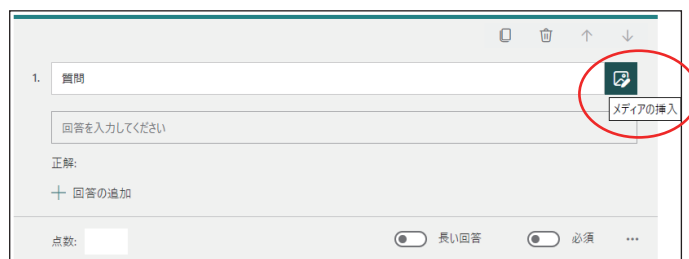 1. 質問
メディアの挿入
回答を入力してください
正解:
回答の追加
点数:
長い回答
必須